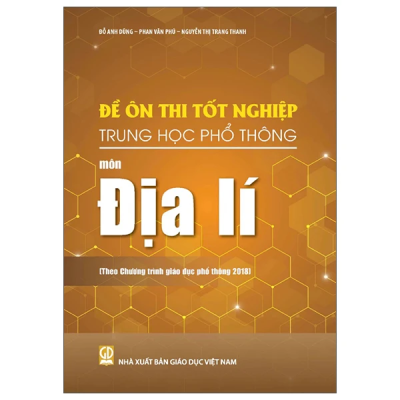 ĐỖ ANH DŨNG – PHAN VĂN PHÚ – NGUYỄN THỊ TRANG THANH
ĐỀ ÔN THI TỐT NGHIỆP
TRUNG HỌC PHỔ THÔNG
môn
Địa lí
(Theo Chương trình giáo dục phổ thông 2018)
GD
NHÀ XUẤT BẢN GIÁO DỤC VIỆT NAM